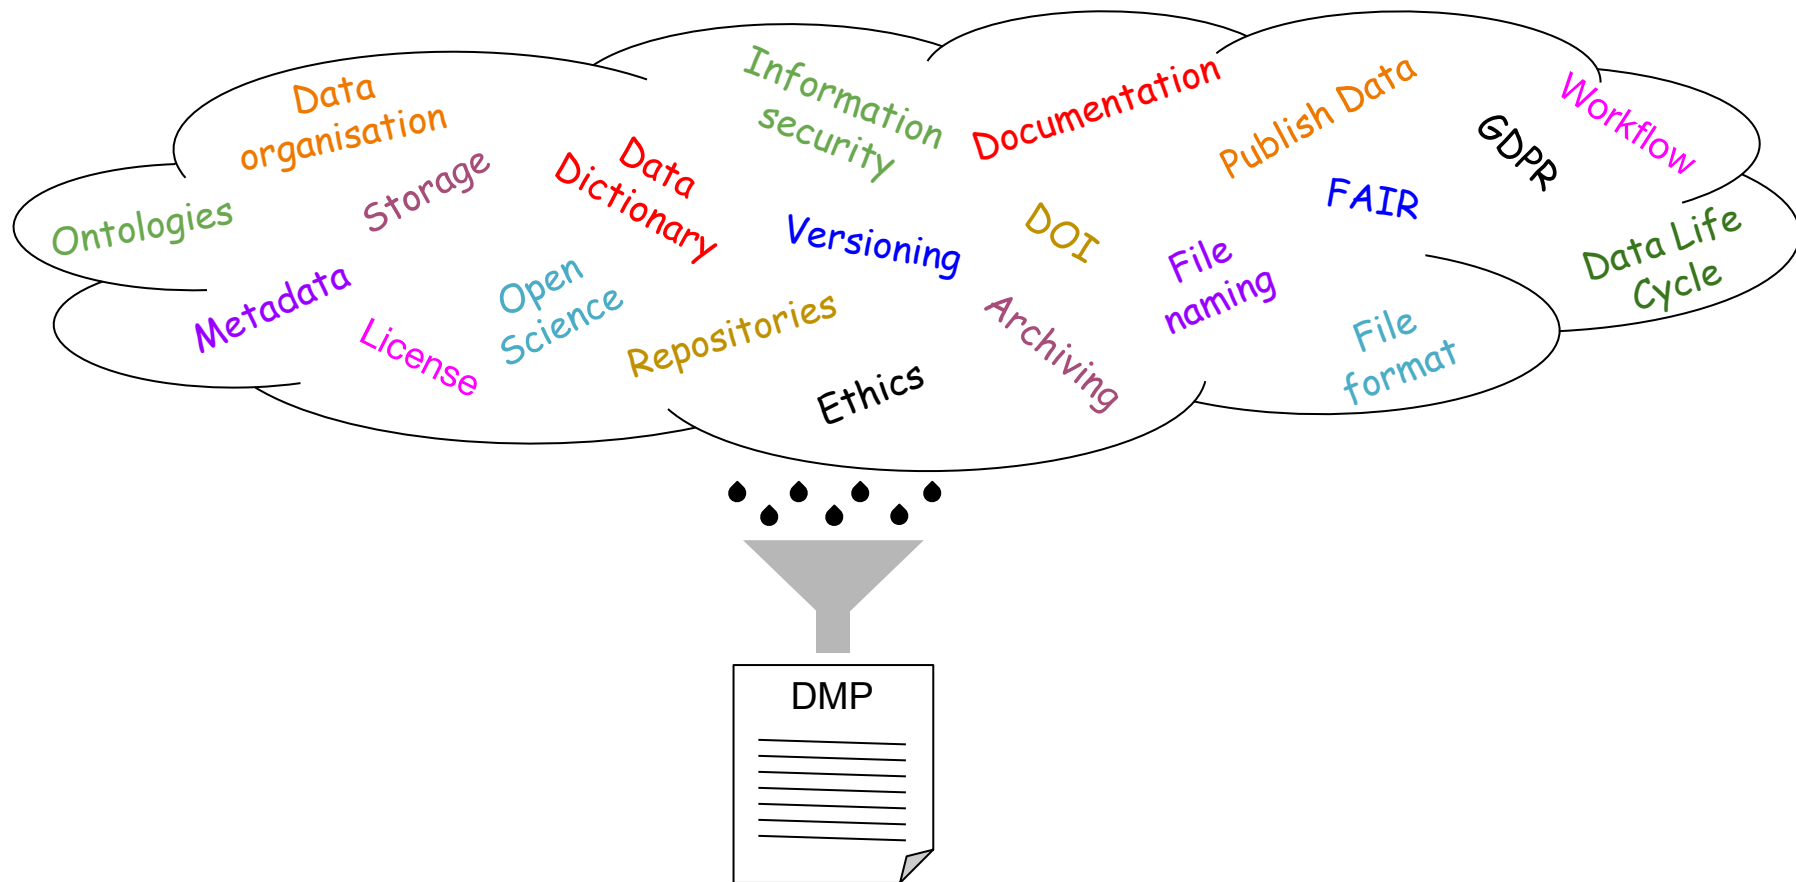 Data
organisation
Information
security
Documentation
Publish Data
Workflow
GDPR
Storage
Data
Dictionary
FAIR
Ontologies
Versioning
DOI
File
naming
Data Life
Cycle
Metadata
Open
Science
License
Repositories
Archiving
Ethics
File
format
DMP